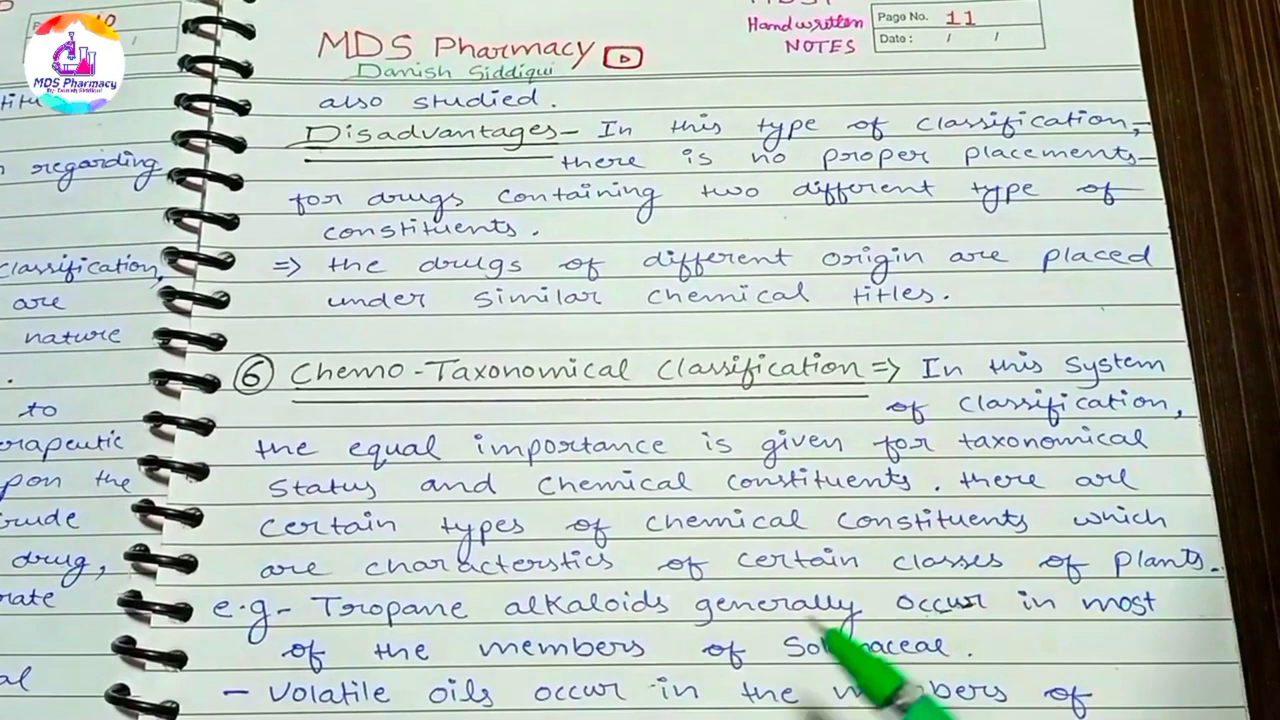 MDS Pharmacy
By Danish Siddiqui
10
MDS Pharmacy
Danish Siddiqui
Handwritten
NOTES
Page No. 11
Date : / /
regarding
classification,
are
nature
.
to
pon the
drug,
also studied.
Disadvantages - In this type of classification,
there is no proper placements
for drugs containing two different type of
constituents.
⇒ the drugs of different origin are placed
under similar chemical titles.
6 Chemo-Taxonomical Classification ⇒ In this System
of classification,
the equal importance is given for taxonomical
Status and chemical constituents. there are
certain types of chemical constituents which
are characterstics of certain classes of plants.
e.g- Tropane alkaloids generally occur in most
of the members of
- Volatile oils occur in the members of